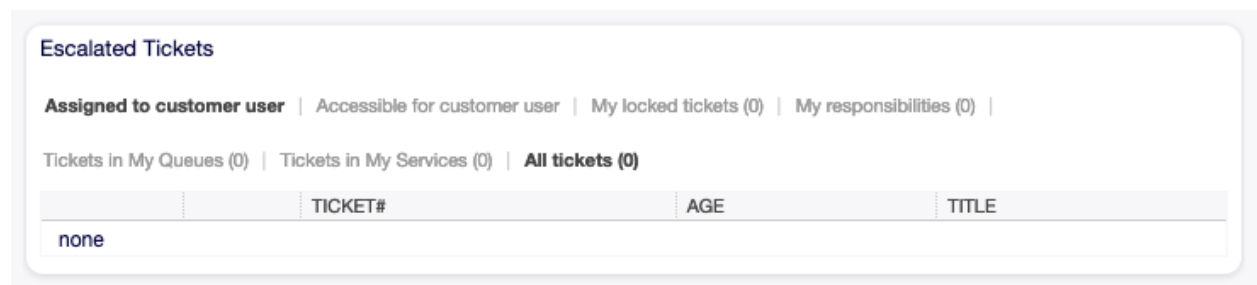 Escalated Tickets
Assigned to customer user | Accessible for customer user | My locked tickets (0) | My responsibilities (0) |
Tickets in My Queues (0) | Tickets in My Services (0) | All tickets (0)
TICKET# AGE TITLE
none